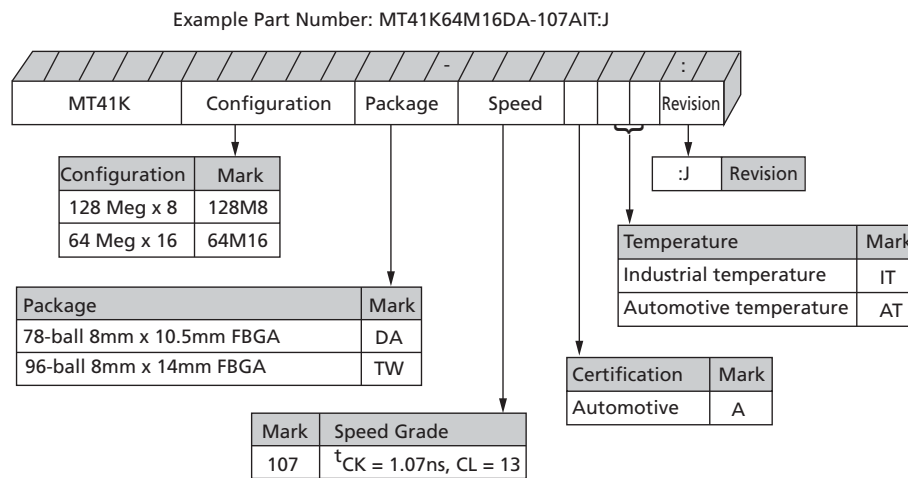 Example Part Number: MT41K64M16DA-107AIT:J
- :
MT41K Configuration Package Speed Revision
Configuration Mark
128 Meg x 8 128M8
64 Meg x 16 64M16
:J Revision
Temperature Mark
Industrial temperature IT
Automotive temperature AT
Package Mark
78-ball 8mm x 10.5mm FBGA DA
96-ball 8mm x 14mm FBGA TW
Certification Mark
Automotive A
Mark Speed Grade
107 tCK = 1.07ns, CL = 13